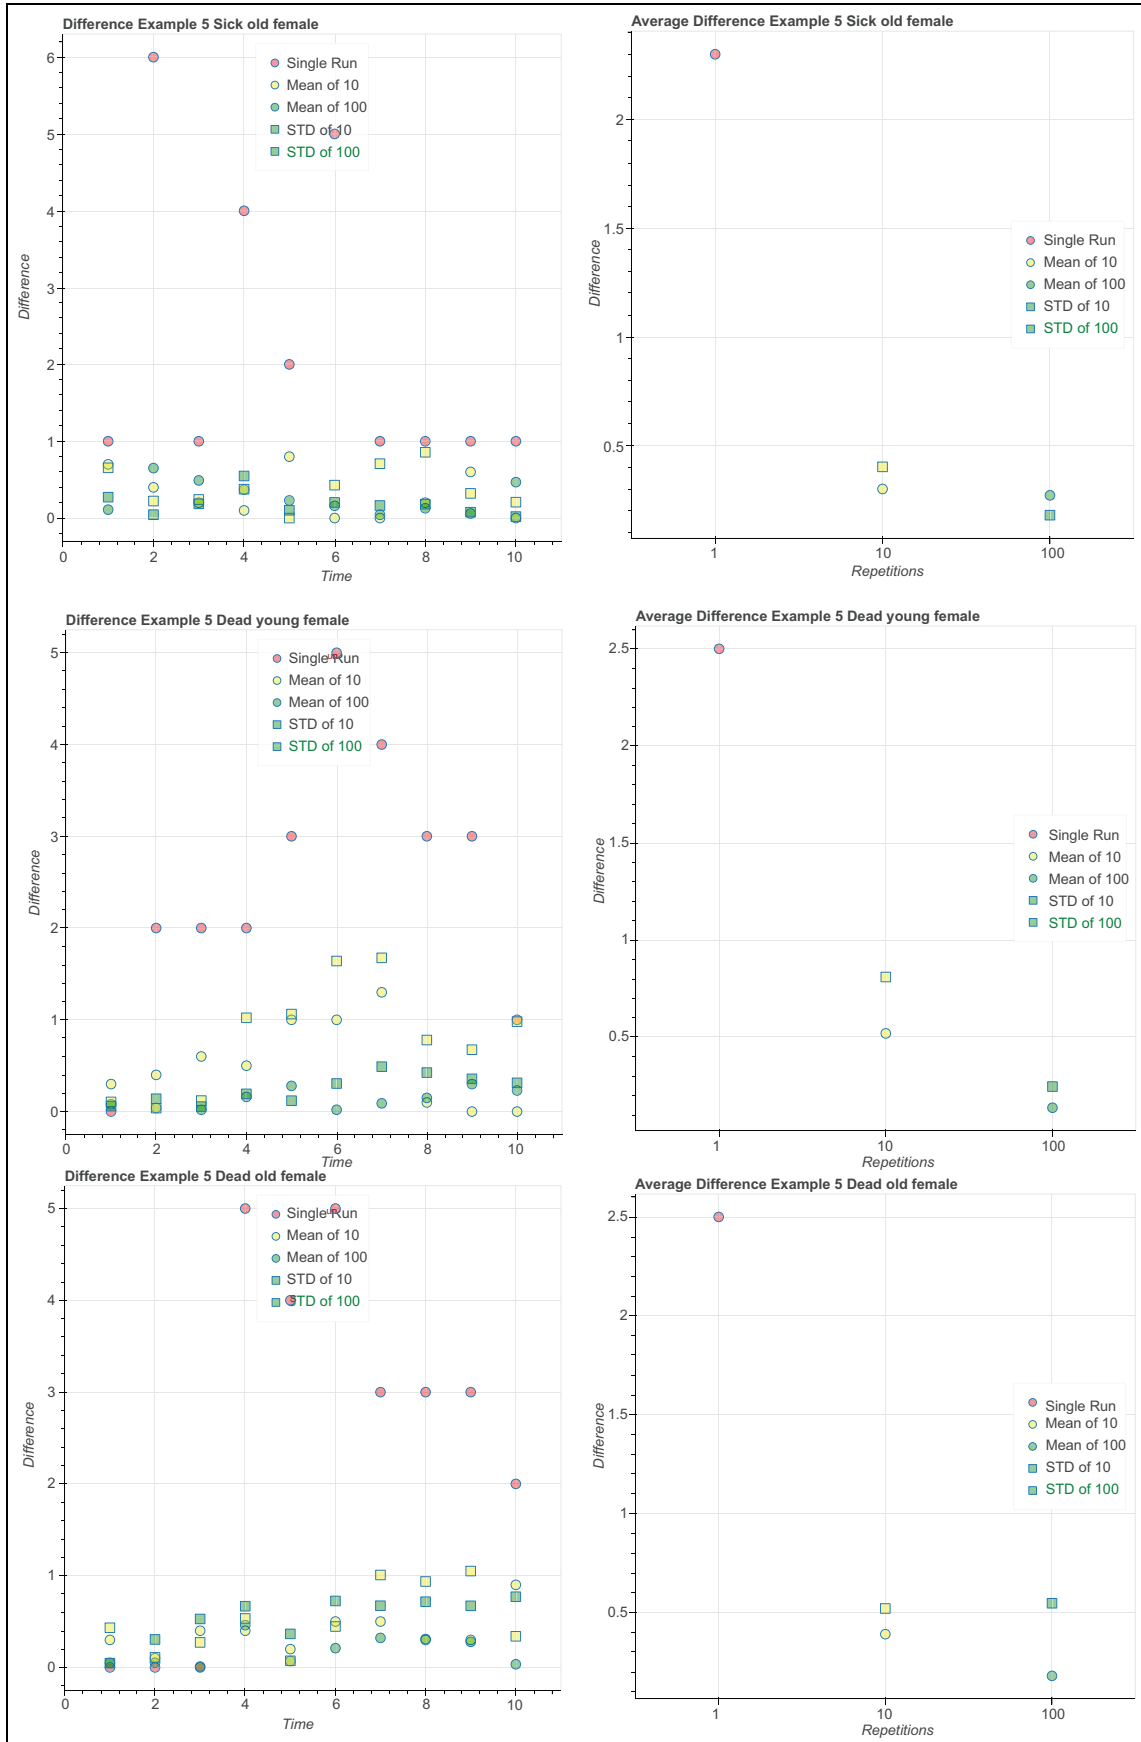 Difference Example 5 Sick old female
6
5
4
3
2
1
0
Difference
Single Run
Mean of 10
Mean of 100
STD of 10
STD of 100
0
2
4
6
8
10
Time
Average Difference Example 5 Sick old female
2
1.5
1
0.5
Difference
Single Run
Mean of 10
Mean of 100
STD of 10
STD of 100
1
10
100
Repetitions
Difference Example 5 Dead young female
5
4
3
2
1
0
Difference
Single Run
Mean of 10
Mean of 100
STD of 10
STD of 100
0
2
4
6
8
10
Time
Average Difference Example 5 Dead young female
2.5
2
1.5
1
0.5
Difference
Single Run
Mean of 10
Mean of 100
STD of 10
STD of 100
1
10
100
Repetitions
Difference Example 5 Dead old female
5
4
3
2
1
0
Difference
Single Run
Mean of 10
Mean of 100
STD of 10
STD of 100
0
2
4
6
8
10
Time
Average Difference Example 5 Dead old female
2.5
2
1.5
1
0.5
Difference
Single Run
Mean of 10
Mean of 100
STD of 10
STD of 100
1
10
100
Repetitions